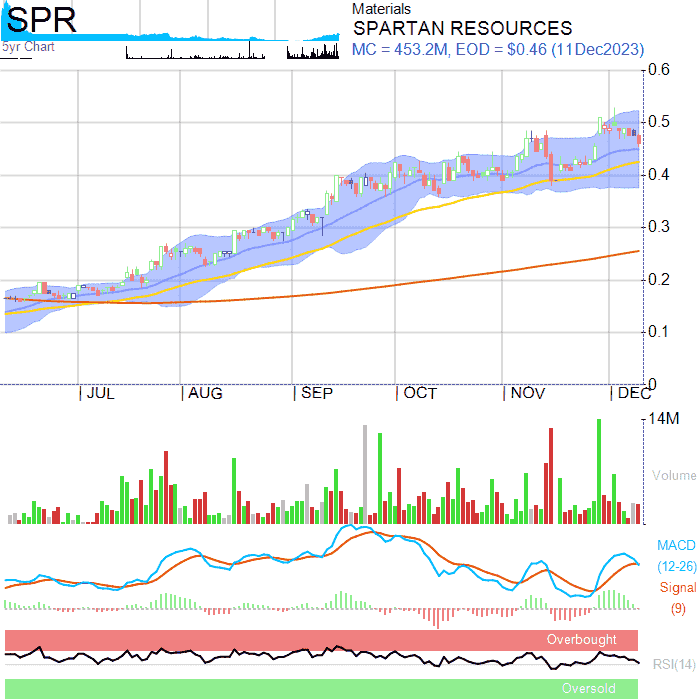 SPR
5yr Chart
Materials
SPARTAN RESOURCES
MC = 453.2M, EOD = $0.46 (11Dec2023)
0.6
0.5
0.4
0.3
0.2
0.1
0
JUL AUG SEP OCT NOV DEC
14M
Volume
MACD
(12-26)
Signal
(9)
Overbought
RSI(14)
Oversold